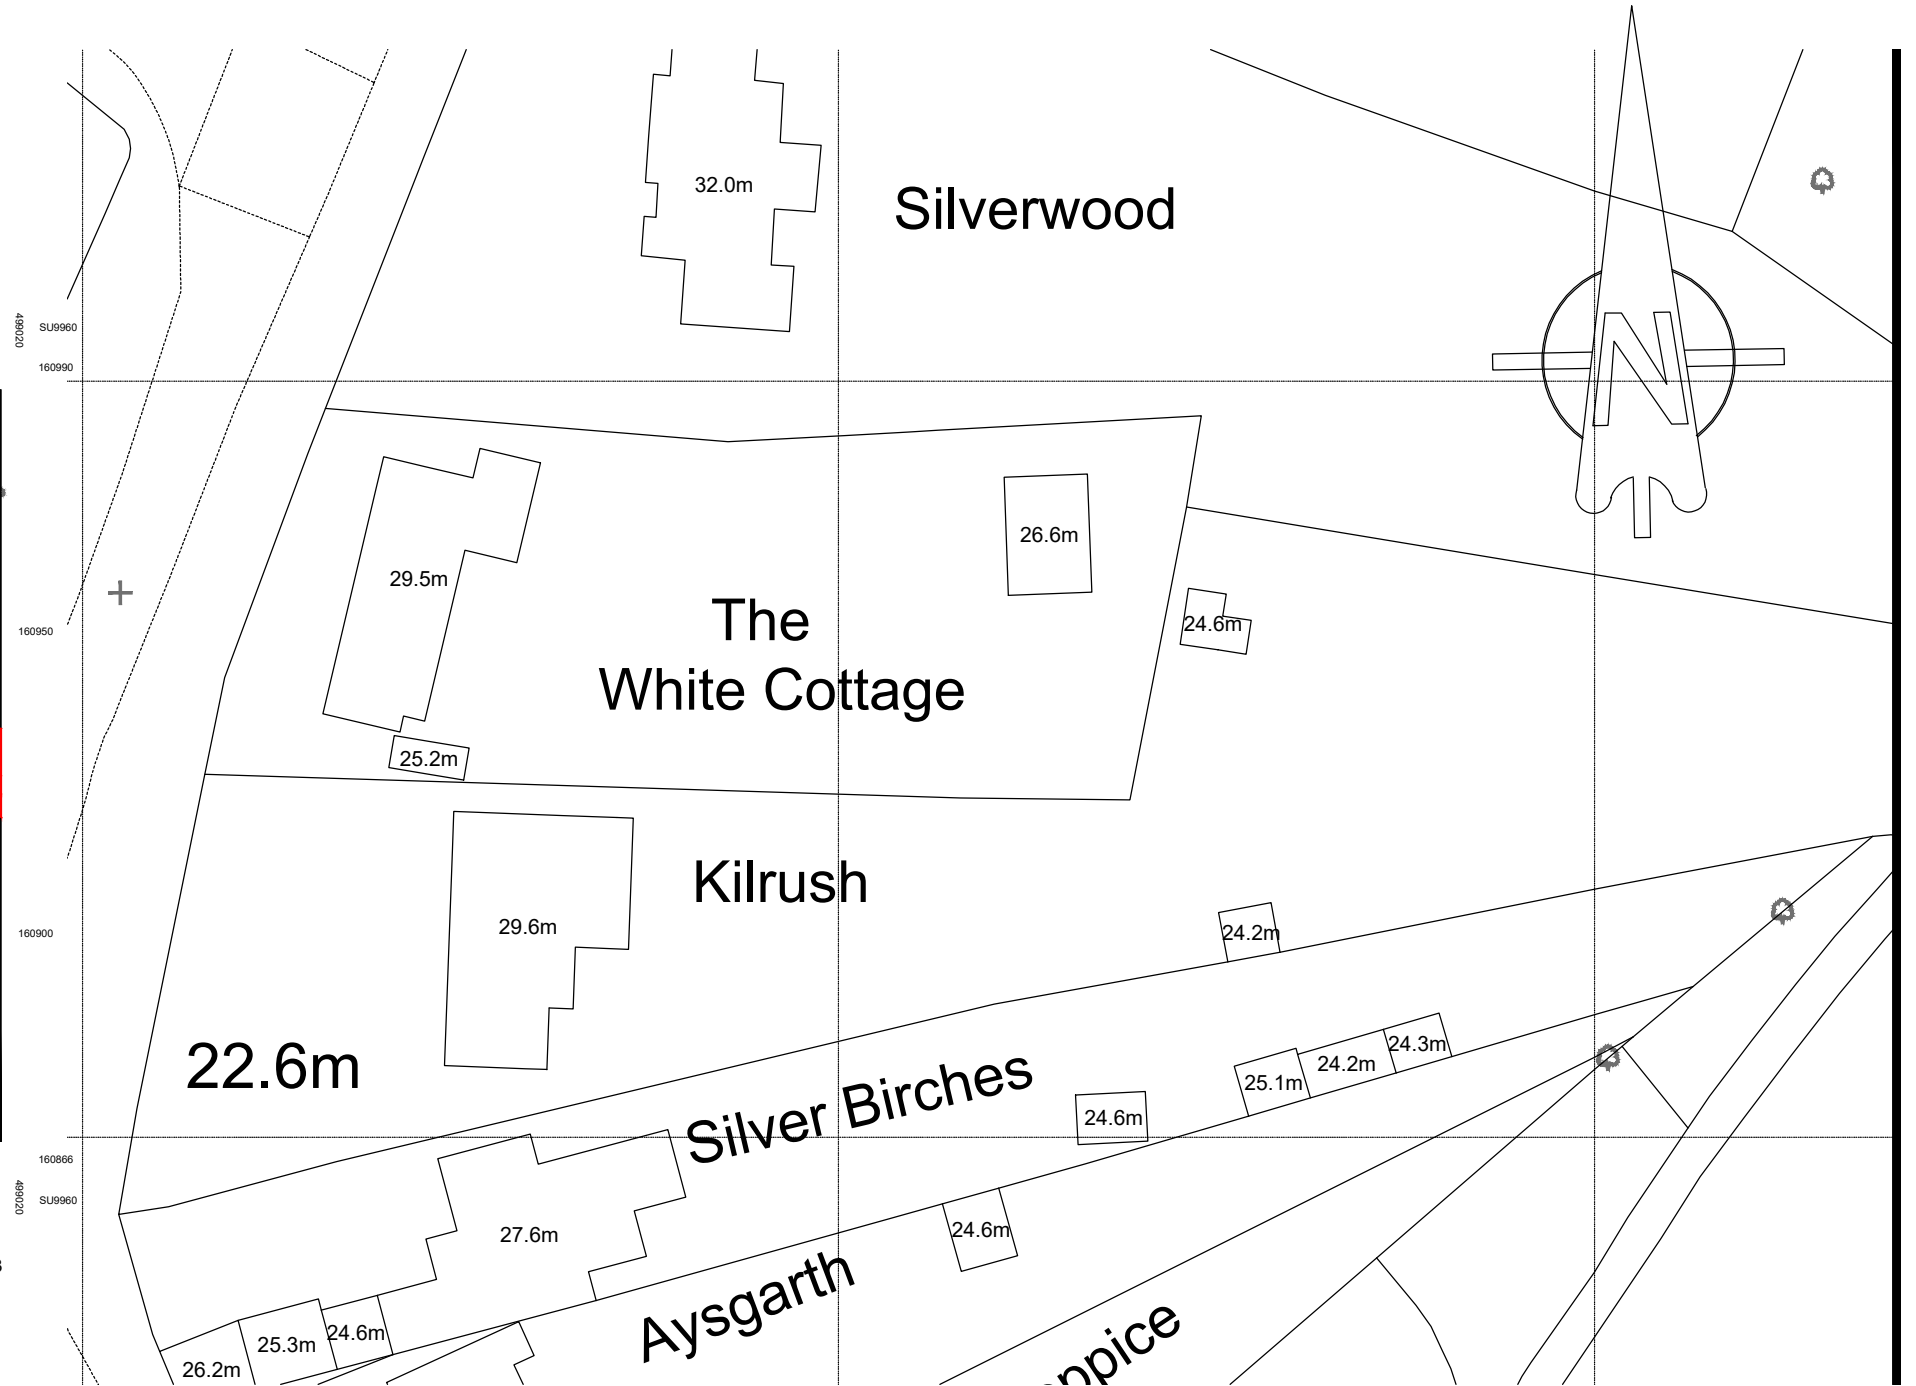 32.0m
Silverwood
499020
SU9960
160990
N
29.5m
26.6m
The
White Cottage
24.6m
160950
25.2m
Kilrush
29.6m
24.2m
160900
22.6m
Silver Birches
24.3m
24.2m
25.1m
24.6m
160866
499020
SU9960
27.6m
24.6m
Aysgarth
25.3m
24.6m
26.2m